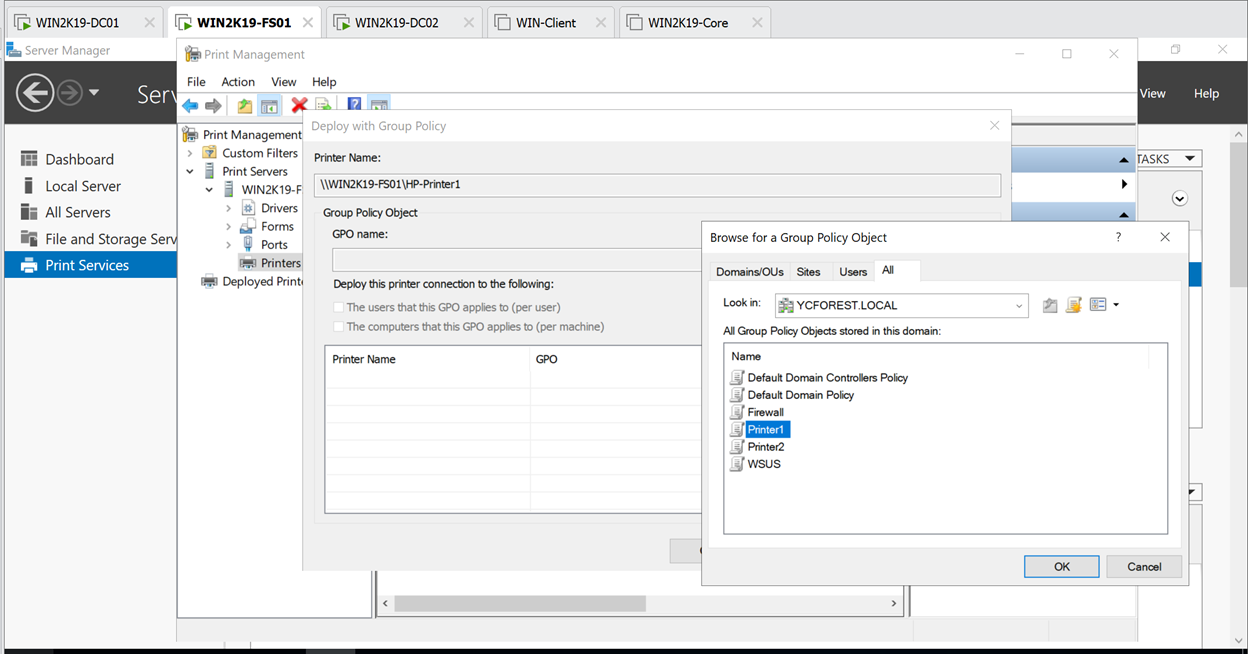 WIN2K19-DC01
WIN2K19-FS01
WIN2K19-DC02
WIN-Client
WIN2K19-Core
Server Manager
Serv
View
Help
Dashboard
Local Server
All Servers
File and Storage Serv
Print Services
TASKS
Print Management
File Action View Help
Print Management
Custom Filters
Print Servers
WIN2K19-F
Drivers
Forms
Ports
Printers
Deployed Printe
Deploy with Group Policy
Printer Name:
\\WIN2K19-FS01\HP-Printer1
Group Policy Object
GPO name:
Deploy this printer connection to the following:
The users that this GPO applies to (per user)
The computers that this GPO applies to (per machine)
Printer Name GPO
Browse for a Group Policy Object
?
Domains/OUs Sites Users All
Look in: YCFOREST.LOCAL
All Group Policy Objects stored in this domain:
Name
Default Domain Controllers Policy
Default Domain Policy
Firewall
Printer1
Printer2
WSUS
OK Cancel